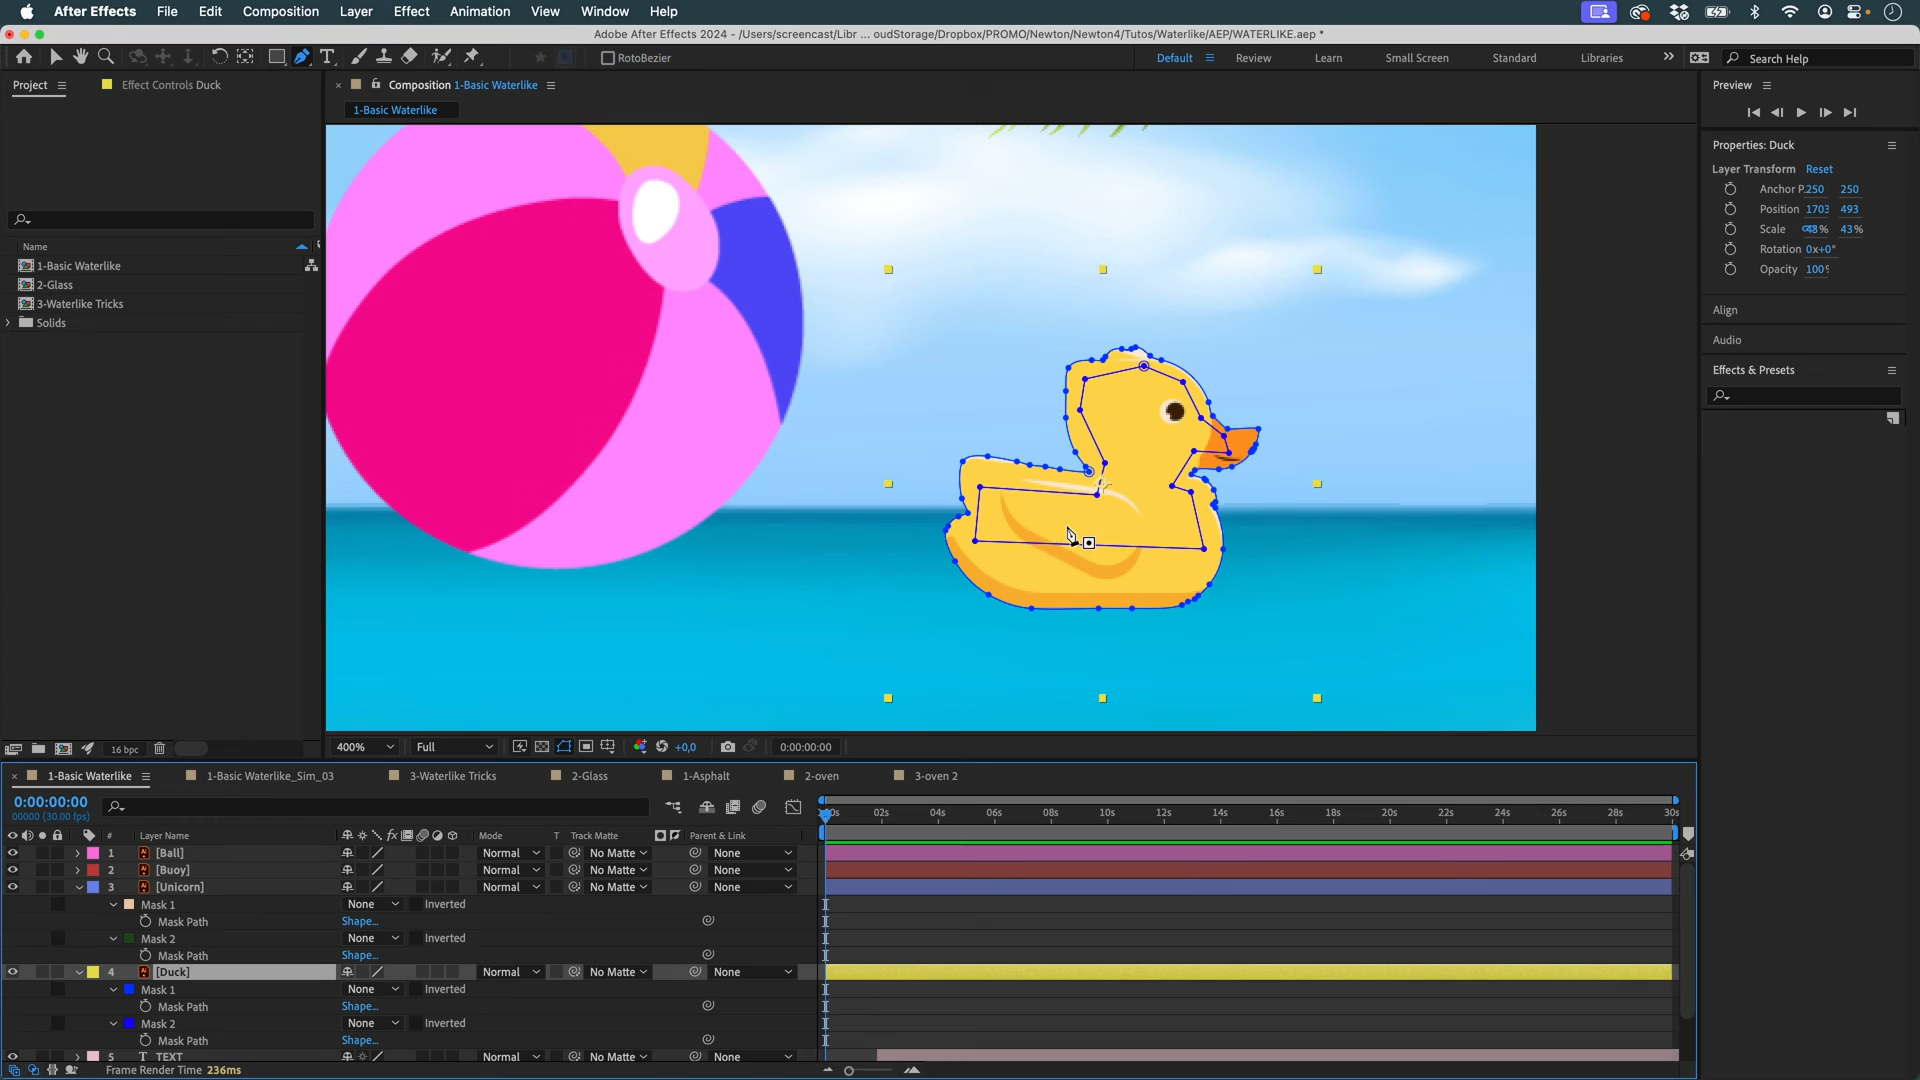 After Effects File Edit Composition Layer Effect Animation View Window Help
Adobe After Effects 2024 - /Users/screencast/Libr ... oudStorage/Dropbox/PROMO/Newton/Newton4/Tutos/Waterlike/AEP/WATERLIKE.aep *
RotoBezier Default Review Learn Small Screen Standard Libraries Search Help
Project Effect Controls Duck
Composition 1-Basic Waterlike
1-Basic Waterlike
Name
1-Basic Waterlike
2-Glass
3-Waterlike Tricks
Solids
Preview
Properties: Duck
Layer Transform Reset
Anchor P. 250 250
Position 1703 493
Scale 43% 43%
Rotation 0x+0°
Opacity 100%
Align
Audio
Effects & Presets
16 bpc
400% Full +0,0 0:00:00:00
1-Basic Waterlike 1-Basic Waterlike_Sim_03 3-Waterlike Tricks 2-Glass 1-Asphalt 2-oven 3-oven 2
0:00:00:00
00000 (30.00 fps)
02s 04s 06s 08s 10s 12s 14s 16s 18s 20s 22s 24s 26s 28s 30s
# Layer Name fx Mode T Track Matte Parent & Link
1 [Ball] Normal No Matte None
2 [Buoy] Normal No Matte None
3 [Unicorn] Normal No Matte None
Mask 1 None Inverted
Mask Path Shape...
Mask 2 None Inverted
Mask Path Shape...
4 [Duck] Normal No Matte None
Mask 1 None Inverted
Mask Path Shape...
Mask 2 None Inverted
Mask Path Shape...
5 T TEXT Normal No Matte None
Frame Render Time 236ms